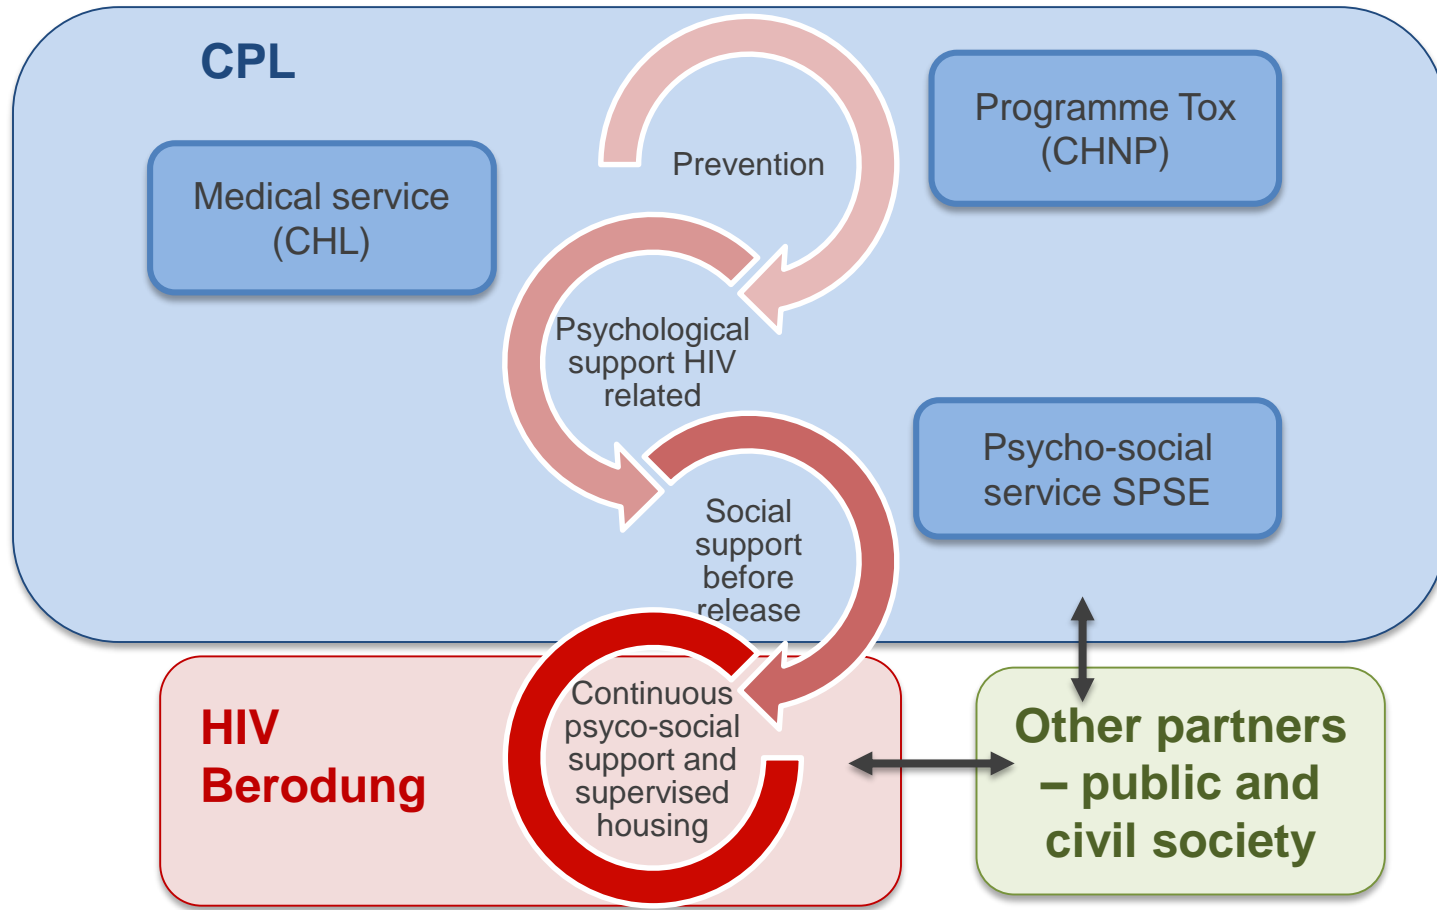 CPL
Programme Tox
(CHNP)
Prevention
Medical service
(CHL)
Psychological
support HIV
related
Psycho-social
service SPSE
Social
support
before
release
HIV
Berodung
Continuous
psyco-social
support and
supervised
housing
Other partners
– public and
civil society